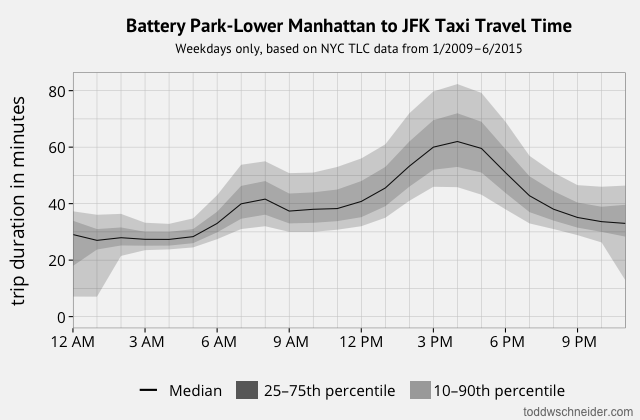 Battery Park-Lower Manhattan to JFK Taxi Travel Time
Weekdays only, based on NYC TLC data from 1/2009–6/2015
trip duration in minutes
80
60
40
20
0
12 AM 3 AM 6 AM 9 AM 12 PM 3 PM 6 PM 9 PM
Median 25–75th percentile 10–90th percentile
toddwschneider.com